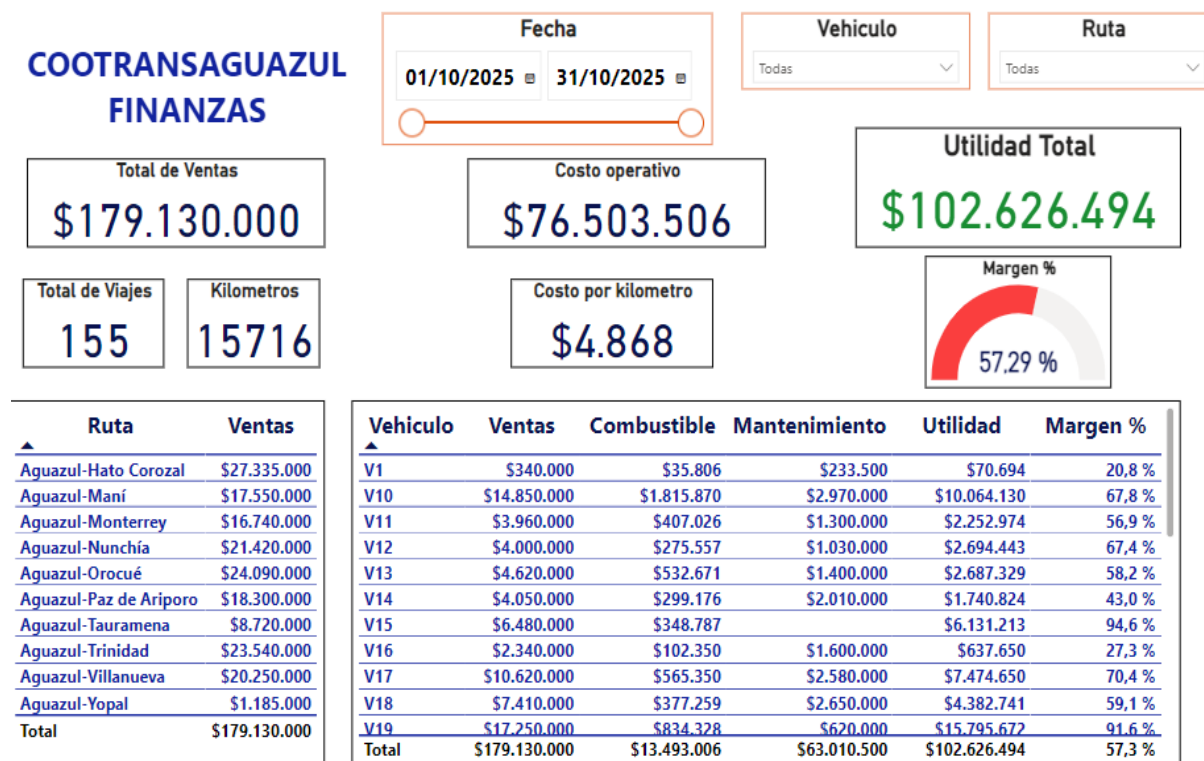 COOTRANSAGUAZUL
FINANZAS
Fecha
01/10/2025 31/10/2025
Vehiculo
Todas
Ruta
Todas
Total de Ventas
$179.130.000
Costo operativo
$76.503.506
Utilidad Total
$102.626.494
Total de Viajes
155
Kilometros
15716
Costo por kilometro
$4.868
Margen %
57,29 %
Ruta Ventas
Aguazul-Hato Corozal $27.335.000
Aguazul-Maní $17.550.000
Aguazul-Monterrey $16.740.000
Aguazul-Nunchía $21.420.000
Aguazul-Orocué $24.090.000
Aguazul-Paz de Ariporo $18.300.000
Aguazul-Tauramena $8.720.000
Aguazul-Trinidad $23.540.000
Aguazul-Villanueva $20.250.000
Aguazul-Yopal $1.185.000
Total $179.130.000
Vehiculo Ventas Combustible Mantenimiento Utilidad Margen %
V1 $340.000 $35.806 $233.500 $70.694 20,8 %
V10 $14.850.000 $1.815.870 $2.970.000 $10.064.130 67,8 %
V11 $3.960.000 $407.026 $1.300.000 $2.252.974 56,9 %
V12 $4.000.000 $275.557 $1.030.000 $2.694.443 67,4 %
V13 $4.620.000 $532.671 $1.400.000 $2.687.329 58,2 %
V14 $4.050.000 $299.176 $2.010.000 $1.740.824 43,0 %
V15 $6.480.000 $348.787 $6.131.213 94,6 %
V16 $2.340.000 $102.350 $1.600.000 $637.650 27,3 %
V17 $10.620.000 $565.350 $2.580.000 $7.474.650 70,4 %
V18 $7.410.000 $377.259 $2.650.000 $4.382.741 59,1 %
V19 $17.250.000 $834.328 $620.000 $15.795.672 91,6 %
Total $179.130.000 $13.493.006 $63.010.500 $102.626.494 57,3 %